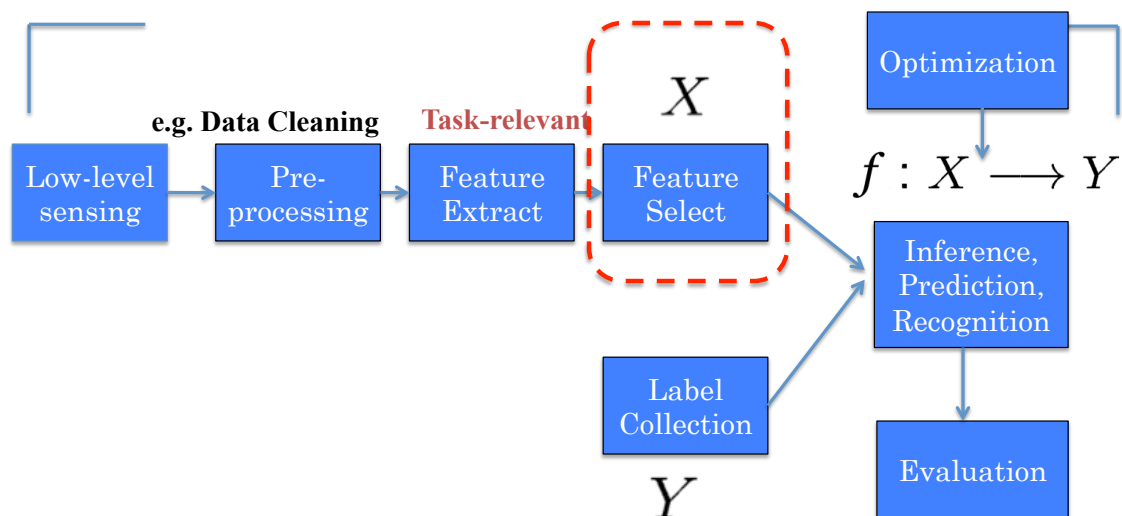 Optimization
X
e.g. Data Cleaning
Task-relevant
Low-level
sensing
Pre-
processing
Feature
Extract
Feature
Select
f : X ⟶ Y
Inference,
Prediction,
Recognition
Label
Collection
Evaluation
Y